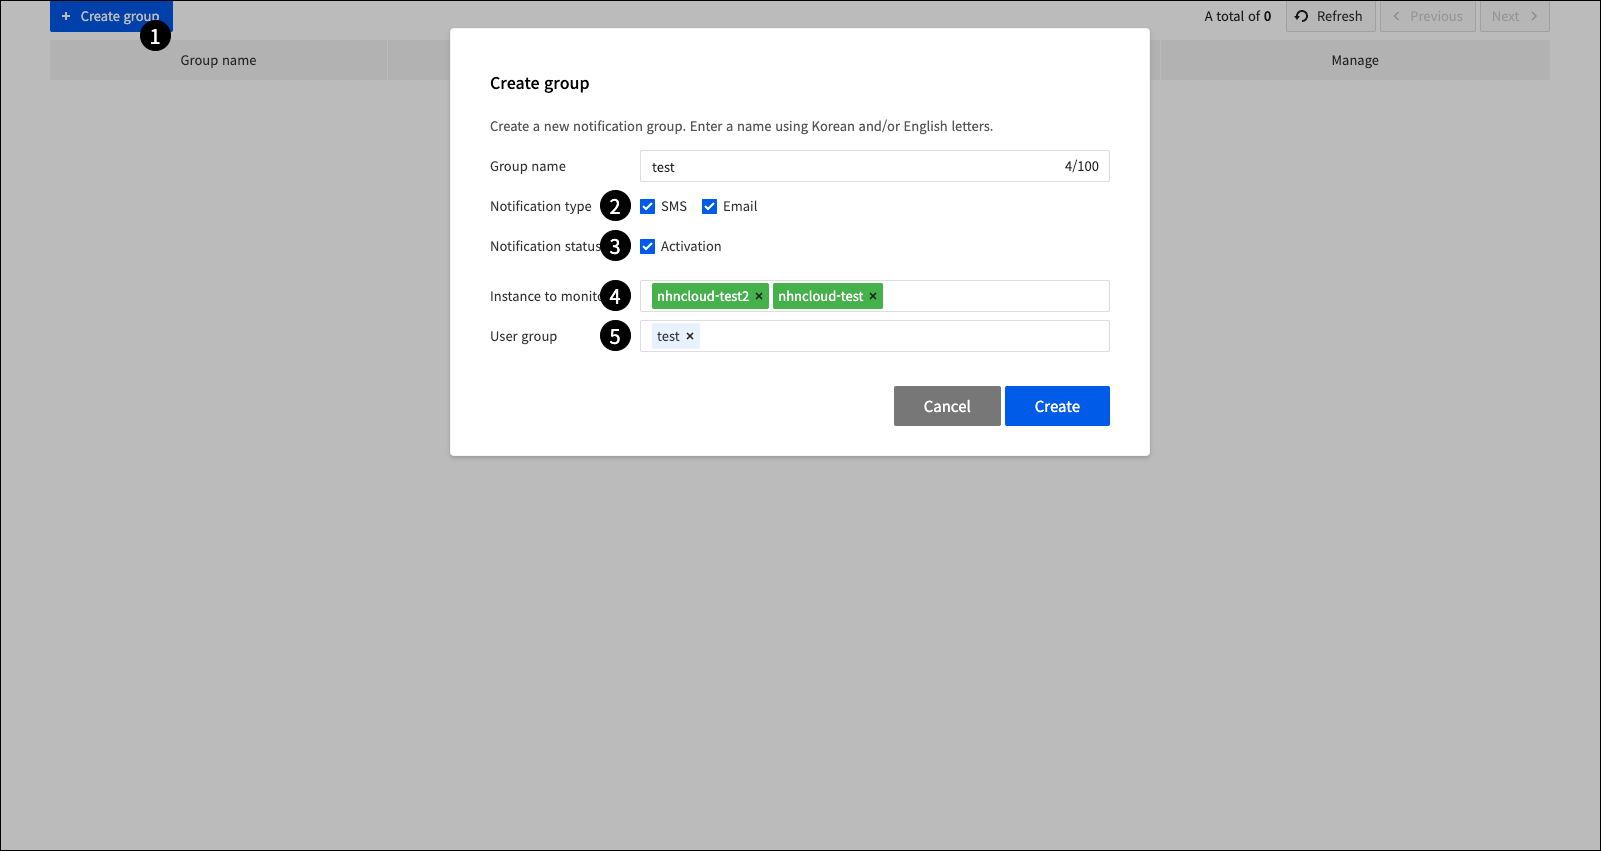 + Create group
1
A total of 0
Refresh
< Previous
Next >
Group name
Manage
Create group
Create a new notification group. Enter a name using Korean and/or English letters.
Group name
test
4/100
Notification type
2
SMS
Email
Notification status
3
Activation
Instance to monito
4
nhncloud-test2 ×
nhncloud-test ×
User group
5
test ×
Cancel
Create